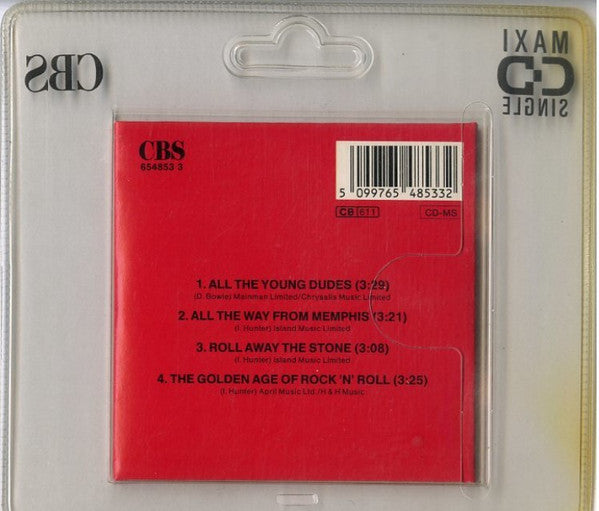 CBS
MAXI
CD
SINGLE
CBS
654853 3
5 099765 485332
CB 611
CD-MS
1. ALL THE YOUNG DUDES (3:29)
(D. Bowie) Mainman Limited/Chrysalis Music Limited
2. ALL THE WAY FROM MEMPHIS (3:21)
(I. Hunter) Island Music Limited
3. ROLL AWAY THE STONE (3:08)
(I. Hunter) Island Music Limited
4. THE GOLDEN AGE OF ROCK 'N' ROLL (3:25)
(I. Hunter) April Music Ltd./H & H Music